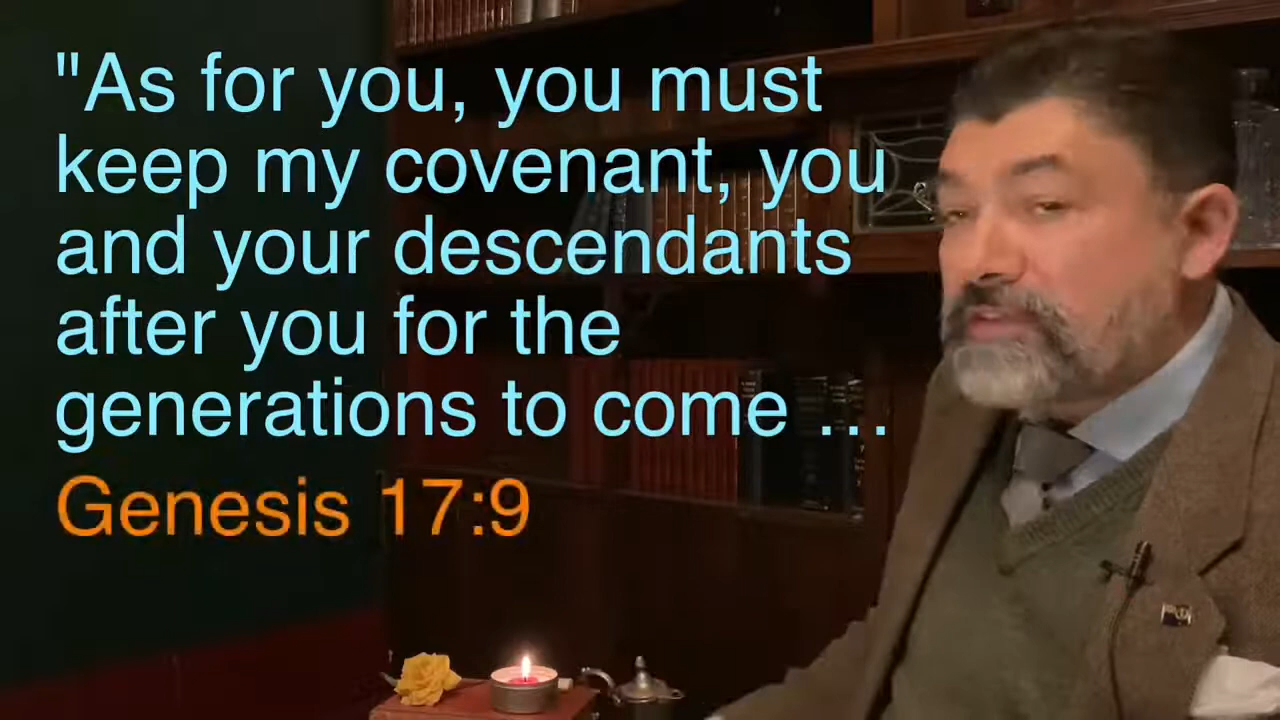 "As for you, you must
keep my covenant, you
and your descendants
after you for the
generations to come ...
Genesis 17:9